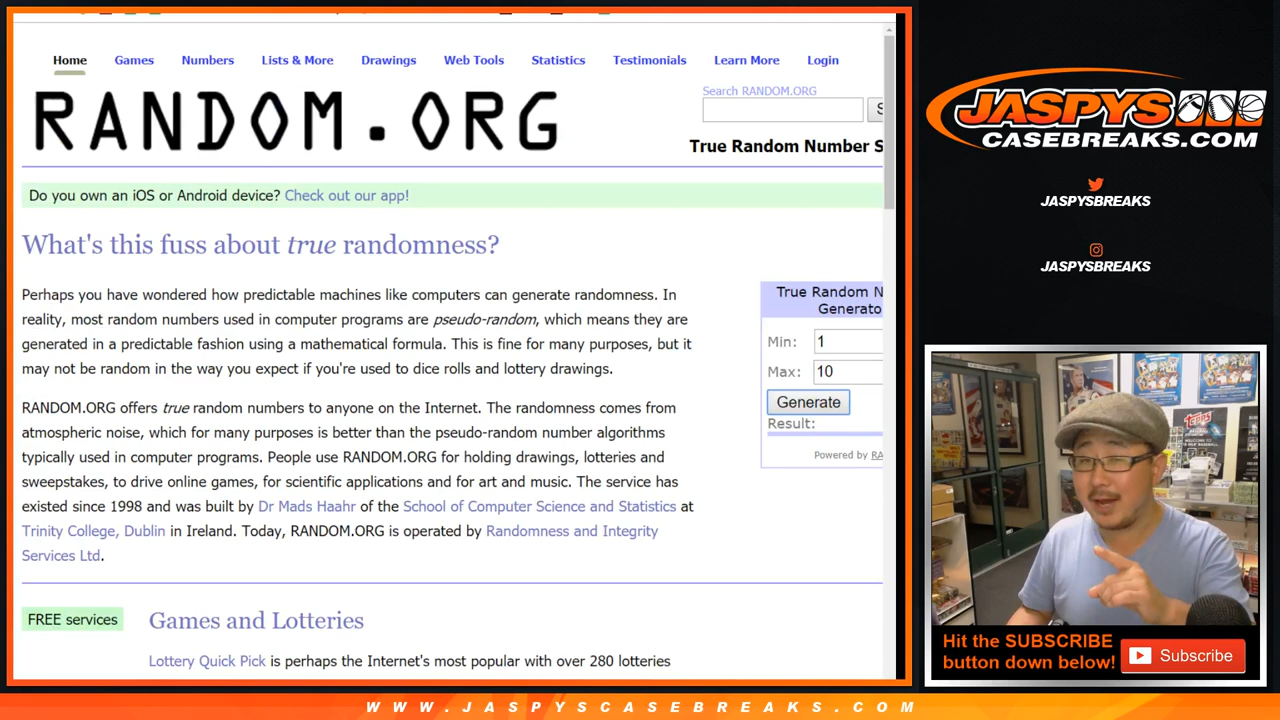 Home Games Numbers Lists & More Drawings Web Tools Statistics Testimonials Learn More Login
RANDOM.ORG
Search RANDOM.ORG
S
True Random Number S
Do you own an iOS or Android device? Check out our app!
What's this fuss about true randomness?
Perhaps you have wondered how predictable machines like computers can generate randomness. In
reality, most random numbers used in computer programs are pseudo-random, which means they are
generated in a predictable fashion using a mathematical formula. This is fine for many purposes, but it
may not be random in the way you expect if you're used to dice rolls and lottery drawings.
RANDOM.ORG offers true random numbers to anyone on the Internet. The randomness comes from
atmospheric noise, which for many purposes is better than the pseudo-random number algorithms
typically used in computer programs. People use RANDOM.ORG for holding drawings, lotteries and
sweepstakes, to drive online games, for scientific applications and for art and music. The service has
existed since 1998 and was built by Dr Mads Haahr of the School of Computer Science and Statistics at
Trinity College, Dublin in Ireland. Today, RANDOM.ORG is operated by Randomness and Integrity
Services Ltd.
True Random N
Generato
Min: 1
Max: 10
Generate
Result:
Powered by RA
FREE services
Games and Lotteries
Lottery Quick Pick is perhaps the Internet's most popular with over 280 lotteries
JASPYS
CASEBREAKS.COM
JASPYSBREAKS
JASPYSBREAKS
TOPPS
Hit the SUBSCRIBE
button down below!
Subscribe
WWW.JASPYSCASEBREAKS.COM